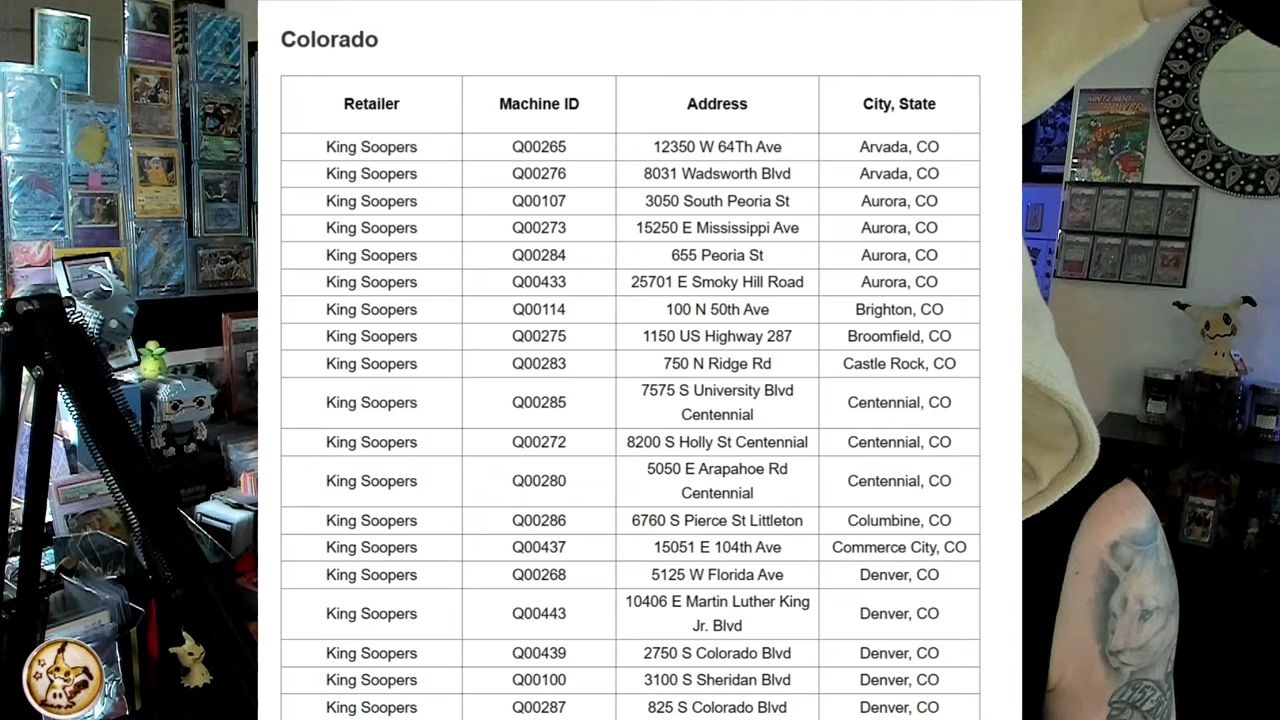 Colorado
Retailer Machine ID Address City, State
King Soopers Q00265 12350 W 64Th Ave Arvada, CO
King Soopers Q00276 8031 Wadsworth Blvd Arvada, CO
King Soopers Q00107 3050 South Peoria St Aurora, CO
King Soopers Q00273 15250 E Mississippi Ave Aurora, CO
King Soopers Q00284 655 Peoria St Aurora, CO
King Soopers Q00433 25701 E Smoky Hill Road Aurora, CO
King Soopers Q00114 100 N 50th Ave Brighton, CO
King Soopers Q00275 1150 US Highway 287 Broomfield, CO
King Soopers Q00283 750 N Ridge Rd Castle Rock, CO
King Soopers Q00285 7575 S University Blvd
Centennial Centennial, CO
King Soopers Q00272 8200 S Holly St Centennial Centennial, CO
King Soopers Q00280 5050 E Arapahoe Rd
Centennial Centennial, CO
King Soopers Q00286 6760 S Pierce St Littleton Columbine, CO
King Soopers Q00437 15051 E 104th Ave Commerce City, CO
King Soopers Q00268 5125 W Florida Ave Denver, CO
King Soopers Q00443 10406 E Martin Luther King
Jr. Blvd Denver, CO
King Soopers Q00439 2750 S Colorado Blvd Denver, CO
King Soopers Q00100 3100 S Sheridan Blvd Denver, CO
King Soopers Q00287 825 S Colorado Blvd Denver, CO